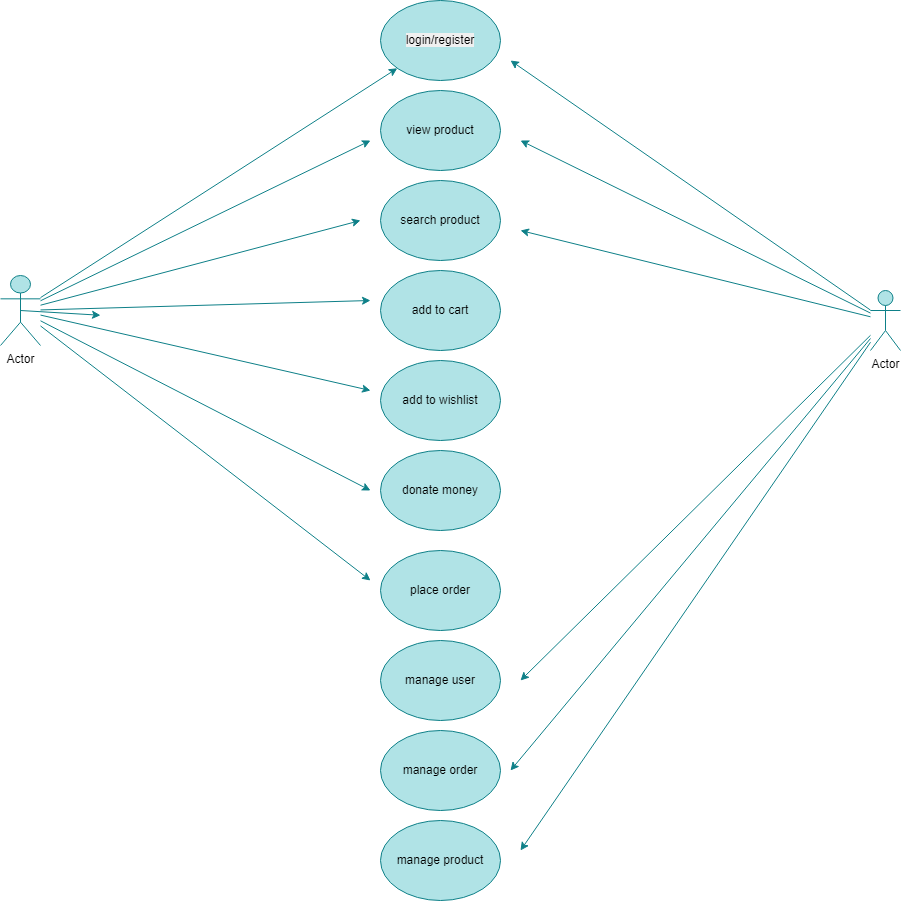 login/register
view product
search product
add to cart
Actor
Actor
add to wishlist
donate money
place order
manage user
manage order
manage product